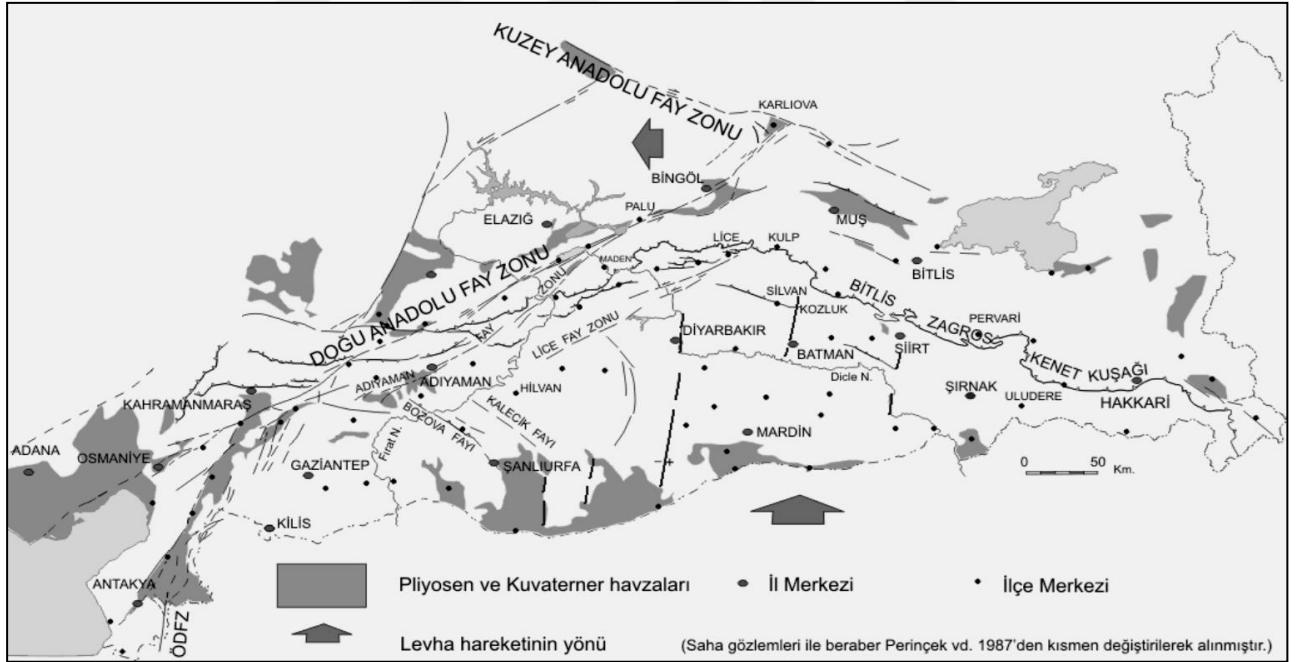 KUZEY ANADOLU FAY ZONU
KARLIOVA
BİNGÖL
PALU
ELAZIĞ
MUŞ
LİCE
KULP
BİTLİS
MADEN
DOĞU ANADOLU FAY ZONU
BİTLİS ZAGROS KENET KUŞAĞI
SİLVAN
KOZLUK
PERVARİ
LİCE FAY ZONU
DİYARBAKIR
BATMAN
SİİRT
Dicle N.
ADIYAMAN FAY ZONU
ADIYAMAN
HİLVAN
ŞIRNAK
ULUDERE
HAKKARİ
KAHRAMANMARAŞ
BOZOVA FAYI
KALECİK FAYI
Fırat N.
MARDİN
ADANA
OSMANİYE
GAZİANTEP
ŞANLIURFA
- +
0 50 Km.
KİLİS
ANTAKYA
ÖDFZ
Pliyosen ve Kuvaterner havzaları
İl Merkezi
İlçe Merkezi
Levha hareketinin yönü
(Saha gözlemleri ile beraber Perinçek vd. 1987'den kısmen değiştirilerek alınmıştır.)